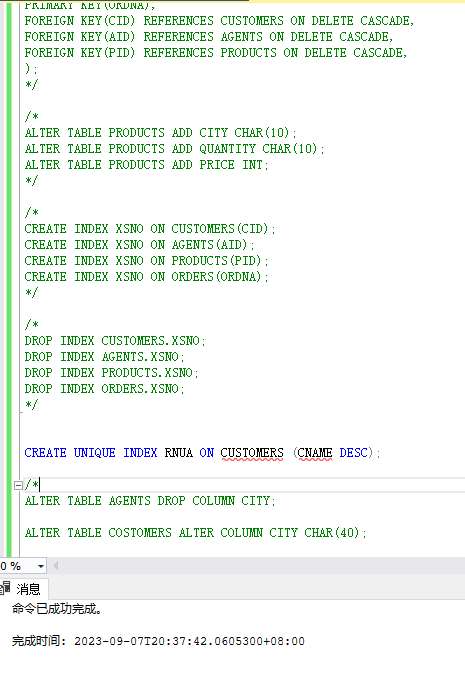 PRIMARY KEY(ORDNA),
FOREIGN KEY(CID) REFERENCES CUSTOMERS ON DELETE CASCADE,
FOREIGN KEY(AID) REFERENCES AGENTS ON DELETE CASCADE,
FOREIGN KEY(PID) REFERENCES PRODUCTS ON DELETE CASCADE,
);
*/
/*
ALTER TABLE PRODUCTS ADD CITY CHAR(10);
ALTER TABLE PRODUCTS ADD QUANTITY CHAR(10);
ALTER TABLE PRODUCTS ADD PRICE INT;
*/
/*
CREATE INDEX XSNO ON CUSTOMERS(CID);
CREATE INDEX XSNO ON AGENTS(AID);
CREATE INDEX XSNO ON PRODUCTS(PID);
CREATE INDEX XSNO ON ORDERS(ORDNA);
*/
/*
DROP INDEX CUSTOMERS.XSNO;
DROP INDEX AGENTS.XSNO;
DROP INDEX PRODUCTS.XSNO;
DROP INDEX ORDERS.XSNO;
*/
CREATE UNIQUE INDEX RNUA ON CUSTOMERS (CNAME DESC);
/*
ALTER TABLE AGENTS DROP COLUMN CITY;
ALTER TABLE COSTOMERS ALTER COLUMN CITY CHAR(40);
0 %
消息
命令已成功完成。
完成时间: 2023-09-07T20:37:42.0605300+08:00